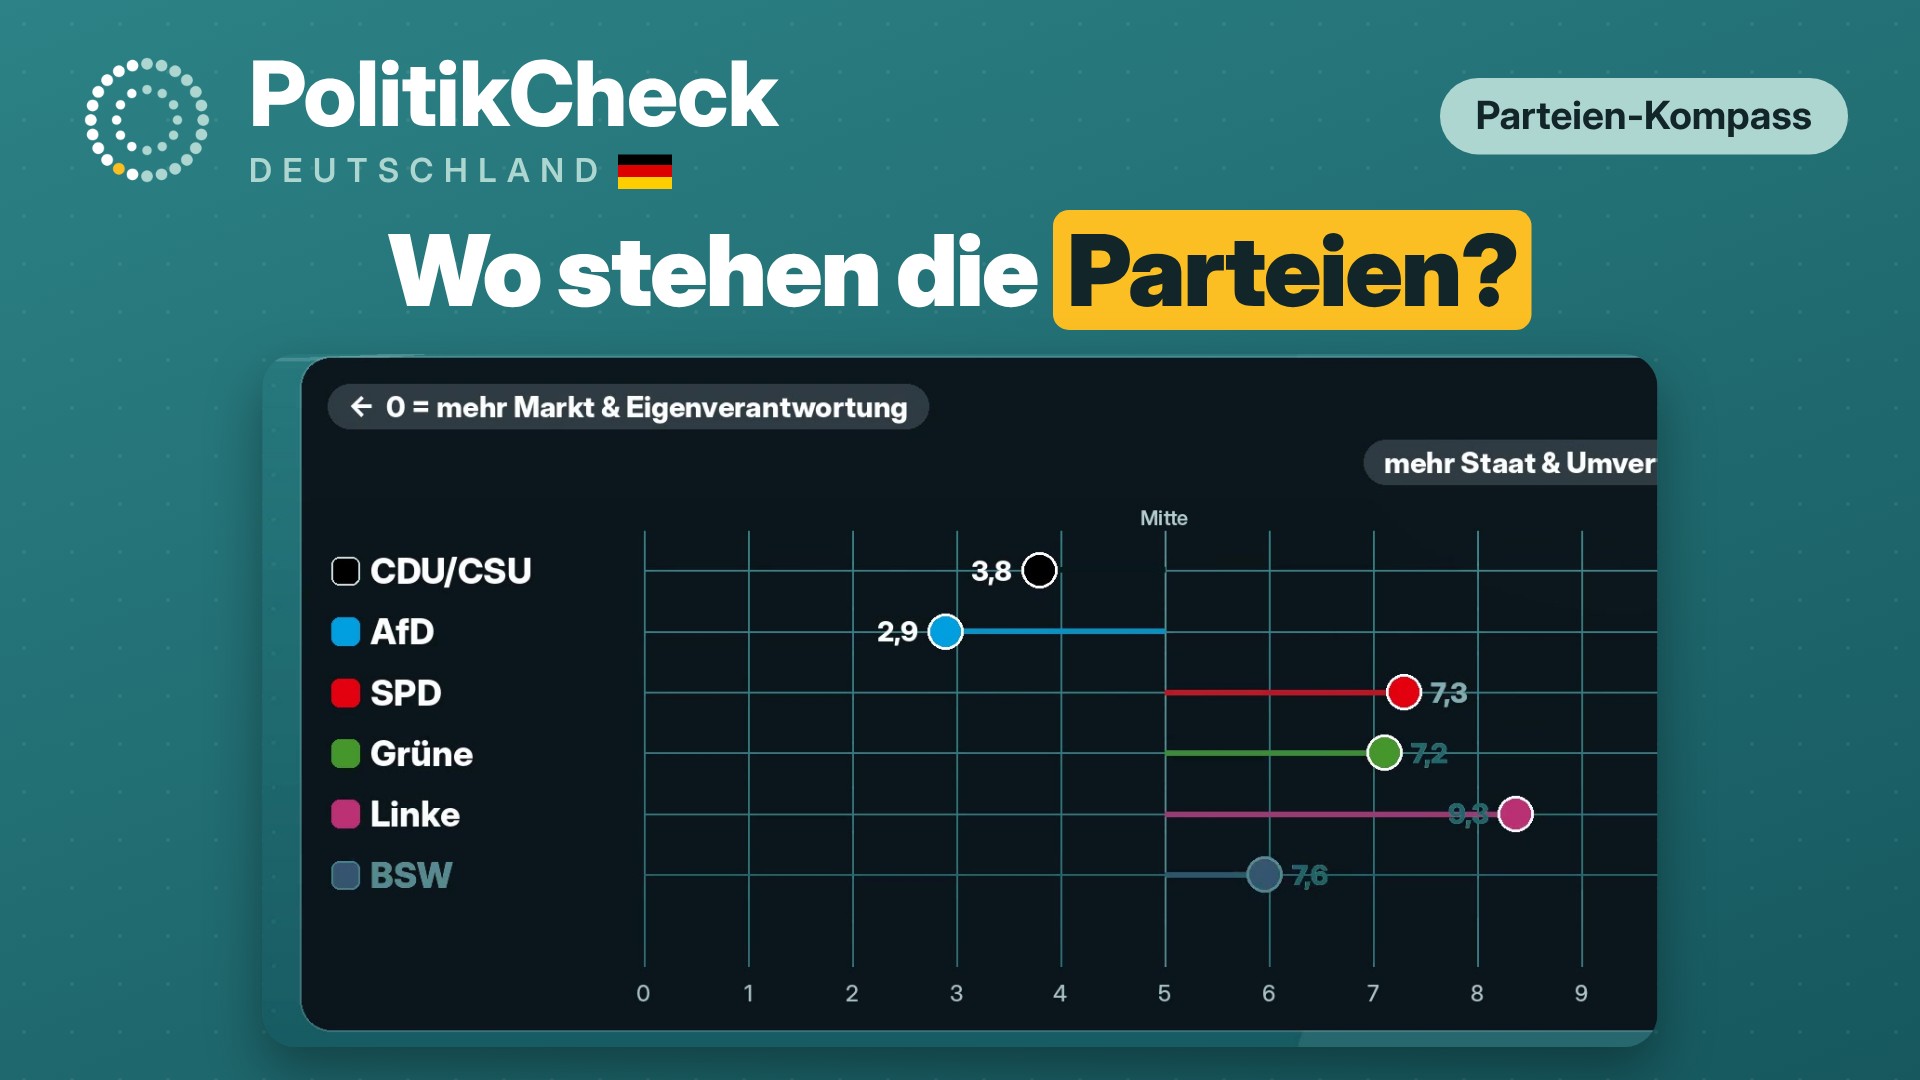 PolitikCheck
DEUTSCHLAND
Parteien-Kompass
Wo stehen die Parteien?
← 0 = mehr Markt & Eigenverantwortung
mehr Staat & Umver
Mitte
CDU/CSU 3,8
AfD 2,9
SPD 7,3
Grüne 7,2
Linke 9,3
BSW 7,6
0 1 2 3 4 5 6 7 8 9